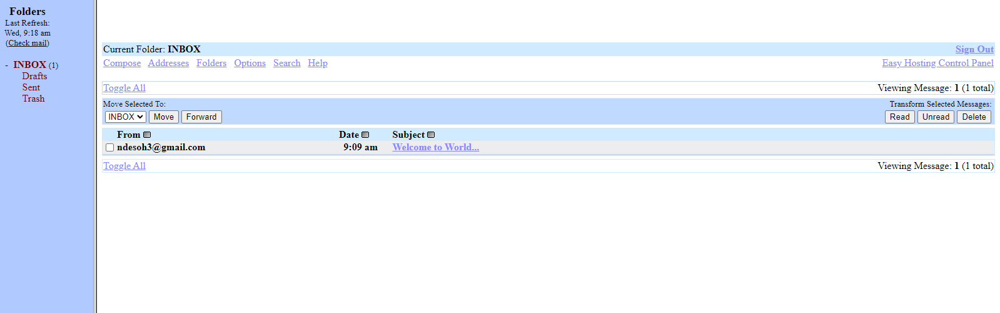 Folders
Last Refresh:
Wed, 9:18 am
(Check mail)
- INBOX (1)
Drafts
Sent
Trash
Current Folder: INBOX Sign Out
Compose Addresses Folders Options Search Help Easy Hosting Control Panel
Toggle All Viewing Message: 1 (1 total)
Move Selected To: Transform Selected Messages:
INBOX Move Forward Read Unread Delete
From Date Subject
ndesoh3@gmail.com 9:09 am Welcome to World...
Toggle All Viewing Message: 1 (1 total)